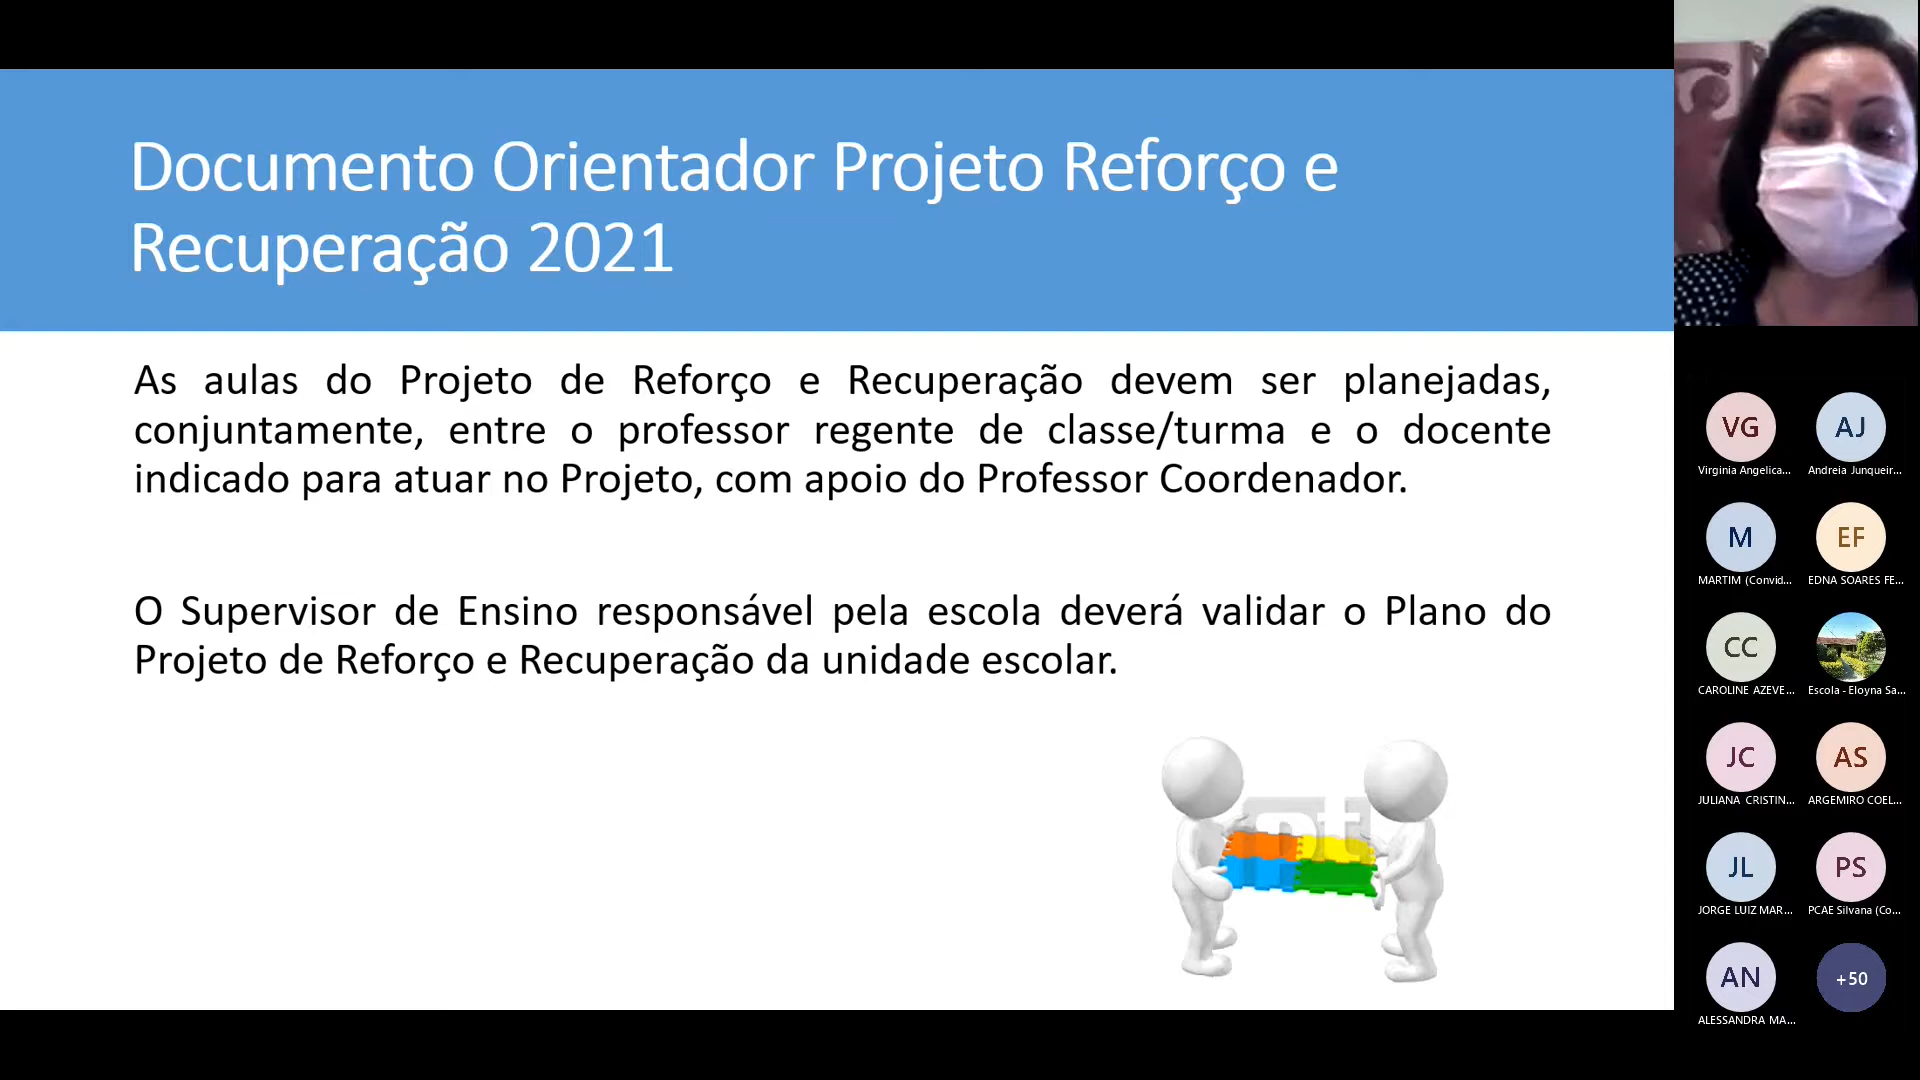 Documento Orientador Projeto Reforço e
Recuperação 2021
As aulas do Projeto de Reforço e Recuperação devem ser planejadas,
conjuntamente, entre o professor regente de classe/turma e o docente
indicado para atuar no Projeto, com apoio do Professor Coordenador.
O Supervisor de Ensino responsável pela escola deverá validar o Plano do
Projeto de Reforço e Recuperação da unidade escolar.
pt
VG
AJ
Virginia Angelica...
Andreia Junqueir...
M
EF
MARTIM (Convid...
EDNA SOARES FE...
CC
CAROLINE AZEVE...
Escola - Eloyna Sa...
JC
AS
JULIANA CRISTIN...
ARGEMIRO COEL...
JL
PS
JORGE LUIZ MAR...
PCAE Silvana (Co...
AN
+50
ALESSANDRA MA...